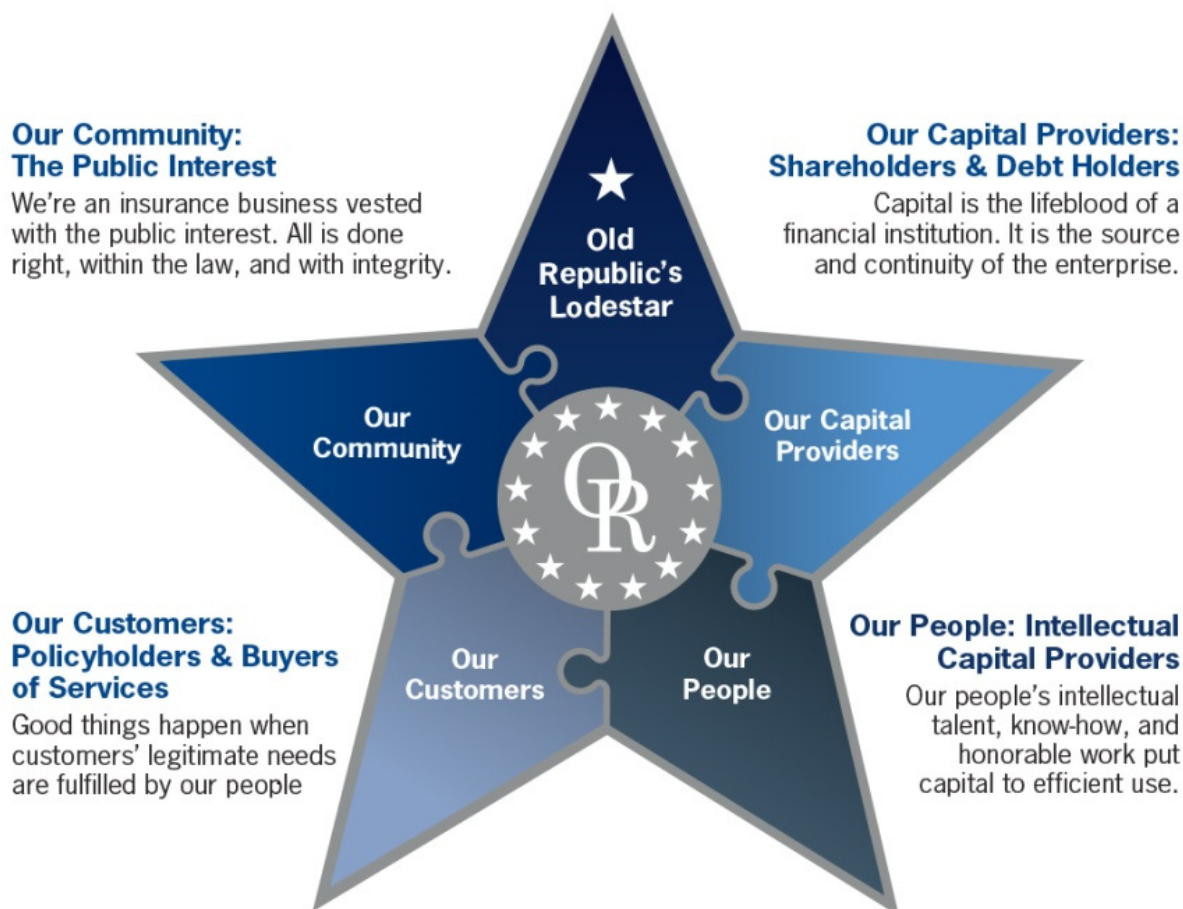 Our Community:
The Public Interest
We're an insurance business vested
with the public interest. All is done
right, within the law, and with integrity.
Our Capital Providers:
Shareholders & Debt Holders
Capital is the lifeblood of a
financial institution. It is the source
and continuity of the enterprise.
Old
Republic's
Lodestar
Our
Community
Our Capital
Providers
OR
Our
Customers
Our
People
Our Customers:
Policyholders & Buyers
of Services
Good things happen when
customers' legitimate needs
are fulfilled by our people
Our People: Intellectual
Capital Providers
Our people's intellectual
talent, know-how, and
honorable work put
capital to efficient use.